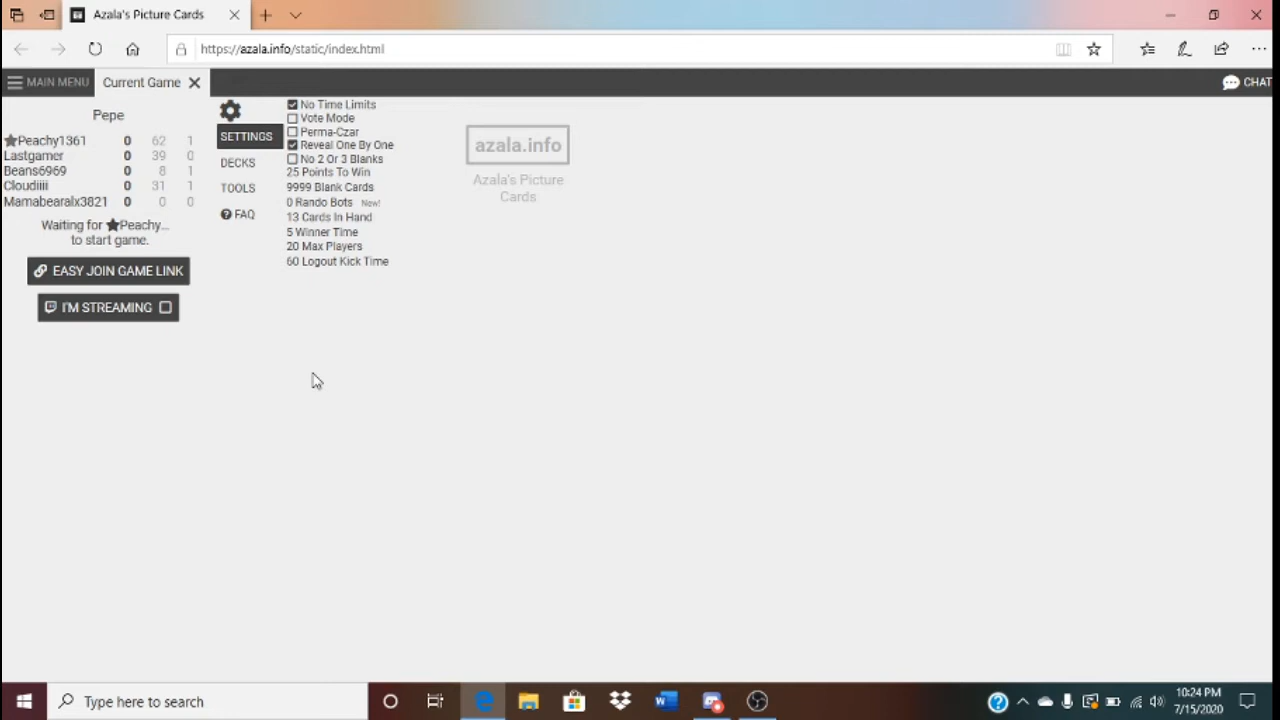 Azala's Picture Cards
https://azala.info/static/index.html
MAIN MENU
Current Game
CHAT
Pepe
Peachy1361 0 62 1
Lastgamer 0 39 0
Beans6969 0 8 1
Cloudiiii 0 31 1
Mamabearalx3821 0 0 0
Waiting for Peachy...
to start game.
EASY JOIN GAME LINK
I'M STREAMING
SETTINGS
DECKS
TOOLS
FAQ
No Time Limits
Vote Mode
Perma-Czar
Reveal One By One
No 2 Or 3 Blanks
25 Points To Win
9999 Blank Cards
0 Rando Bots New!
13 Cards In Hand
5 Winner Time
20 Max Players
60 Logout Kick Time
azala.info
Azala's Picture
Cards
Type here to search
10:24 PM
7/15/2020